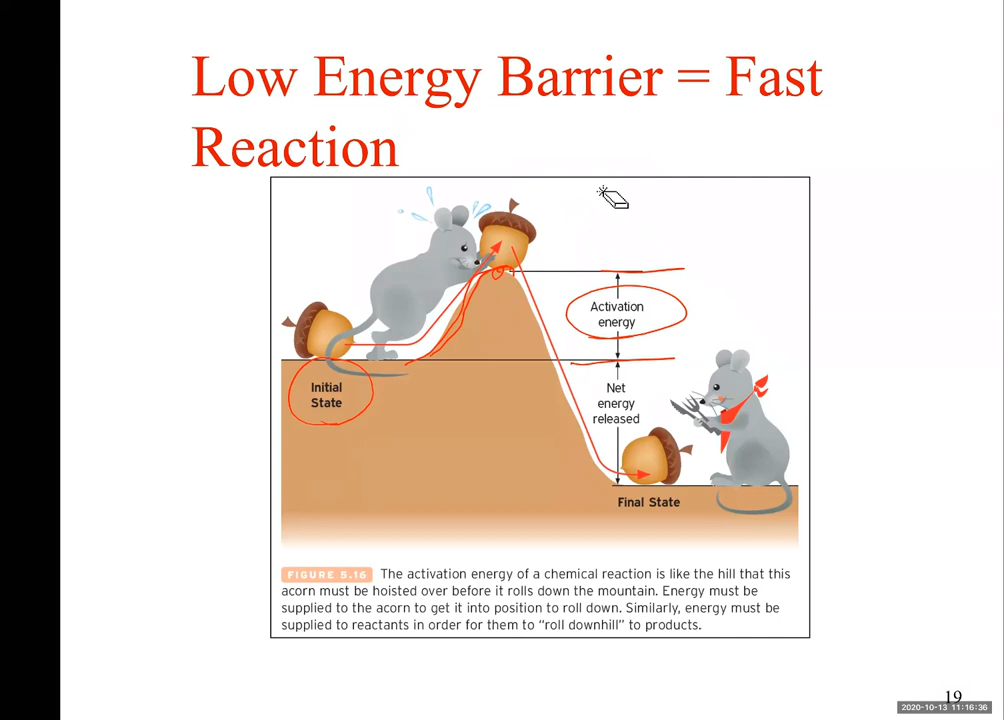 Low Energy Barrier = Fast
Reaction
Activation
energy
Initial
State
Net
energy
released
Final State
FIGURE 5.16 The activation energy of a chemical reaction is like the hill that this
acorn must be hoisted over before it rolls down the mountain. Energy must be
supplied to the acorn to get it into position to roll down. Similarly, energy must be
supplied to reactants in order for them to “roll downhill” to products.
19
2020-10-13 11:16:36